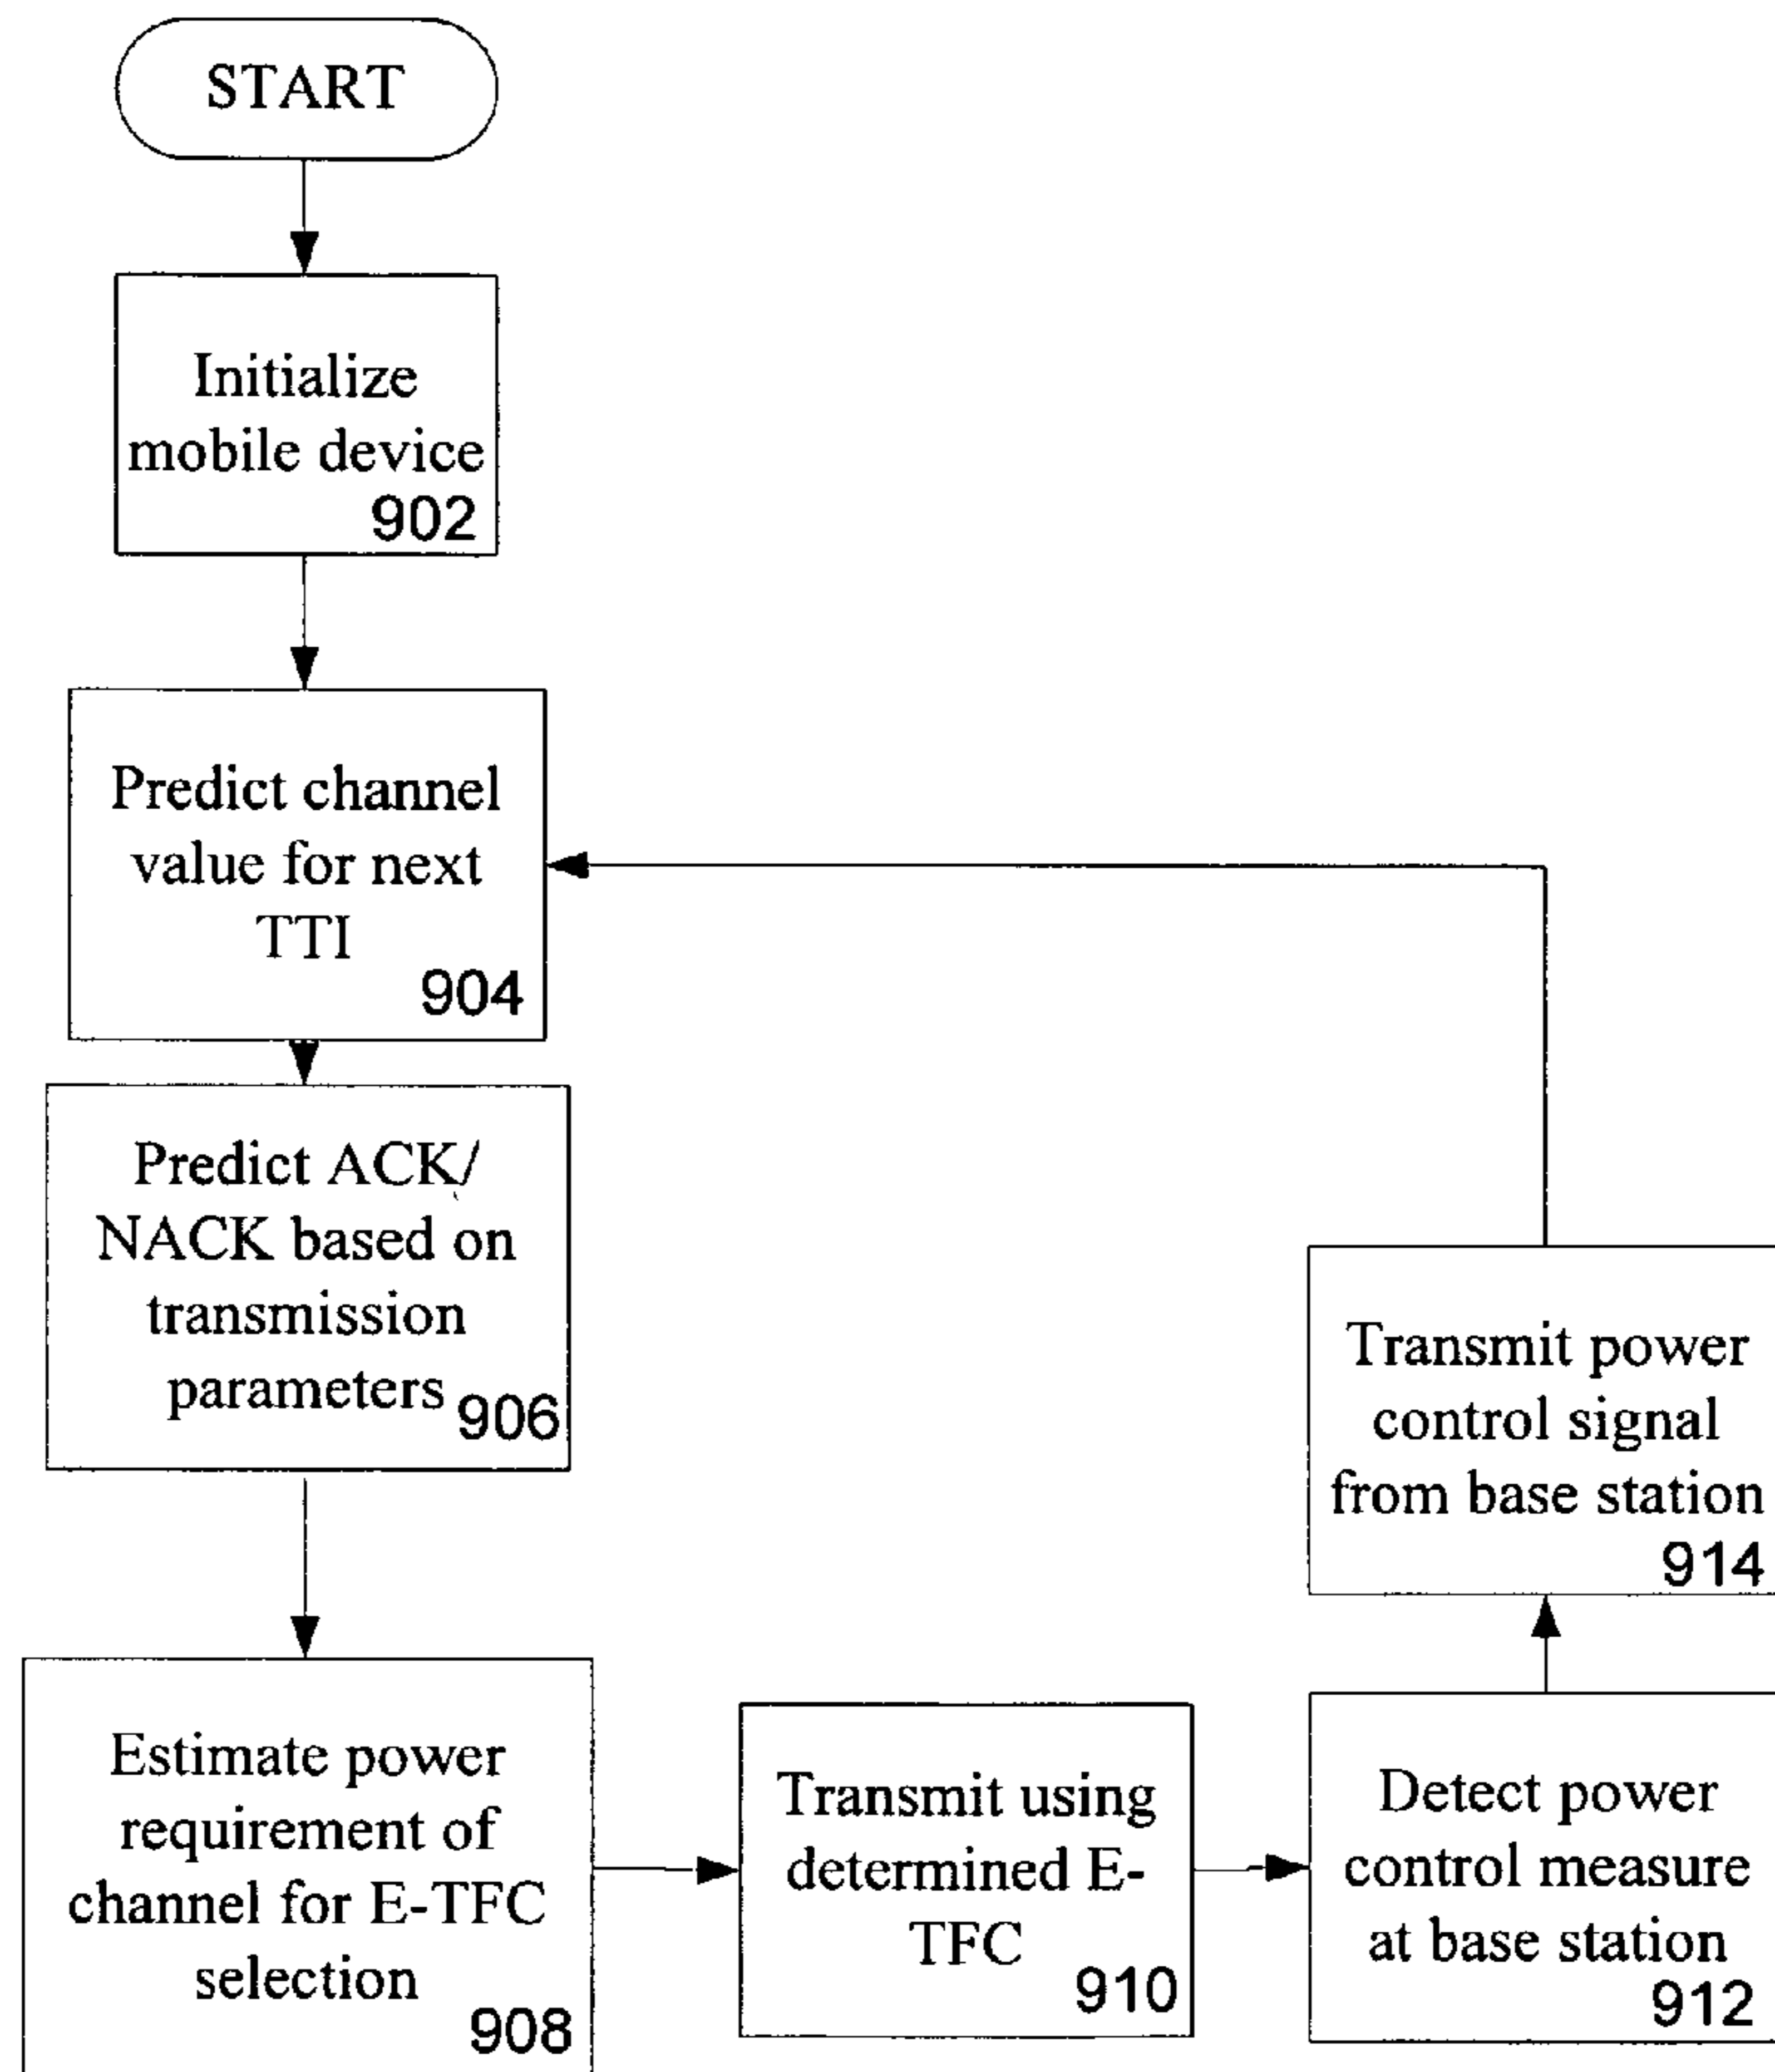 START
Initialize
mobile device
902
Predict channel
value for next
TTI
904
Predict ACK/
NACK based on
transmission
parameters
906
Estimate power
requirement of
channel for E-TFC
selection
908
Transmit using
determined E-
TFC
910
Detect power
control measure
at base station
912
Transmit power
control signal
from base station
914